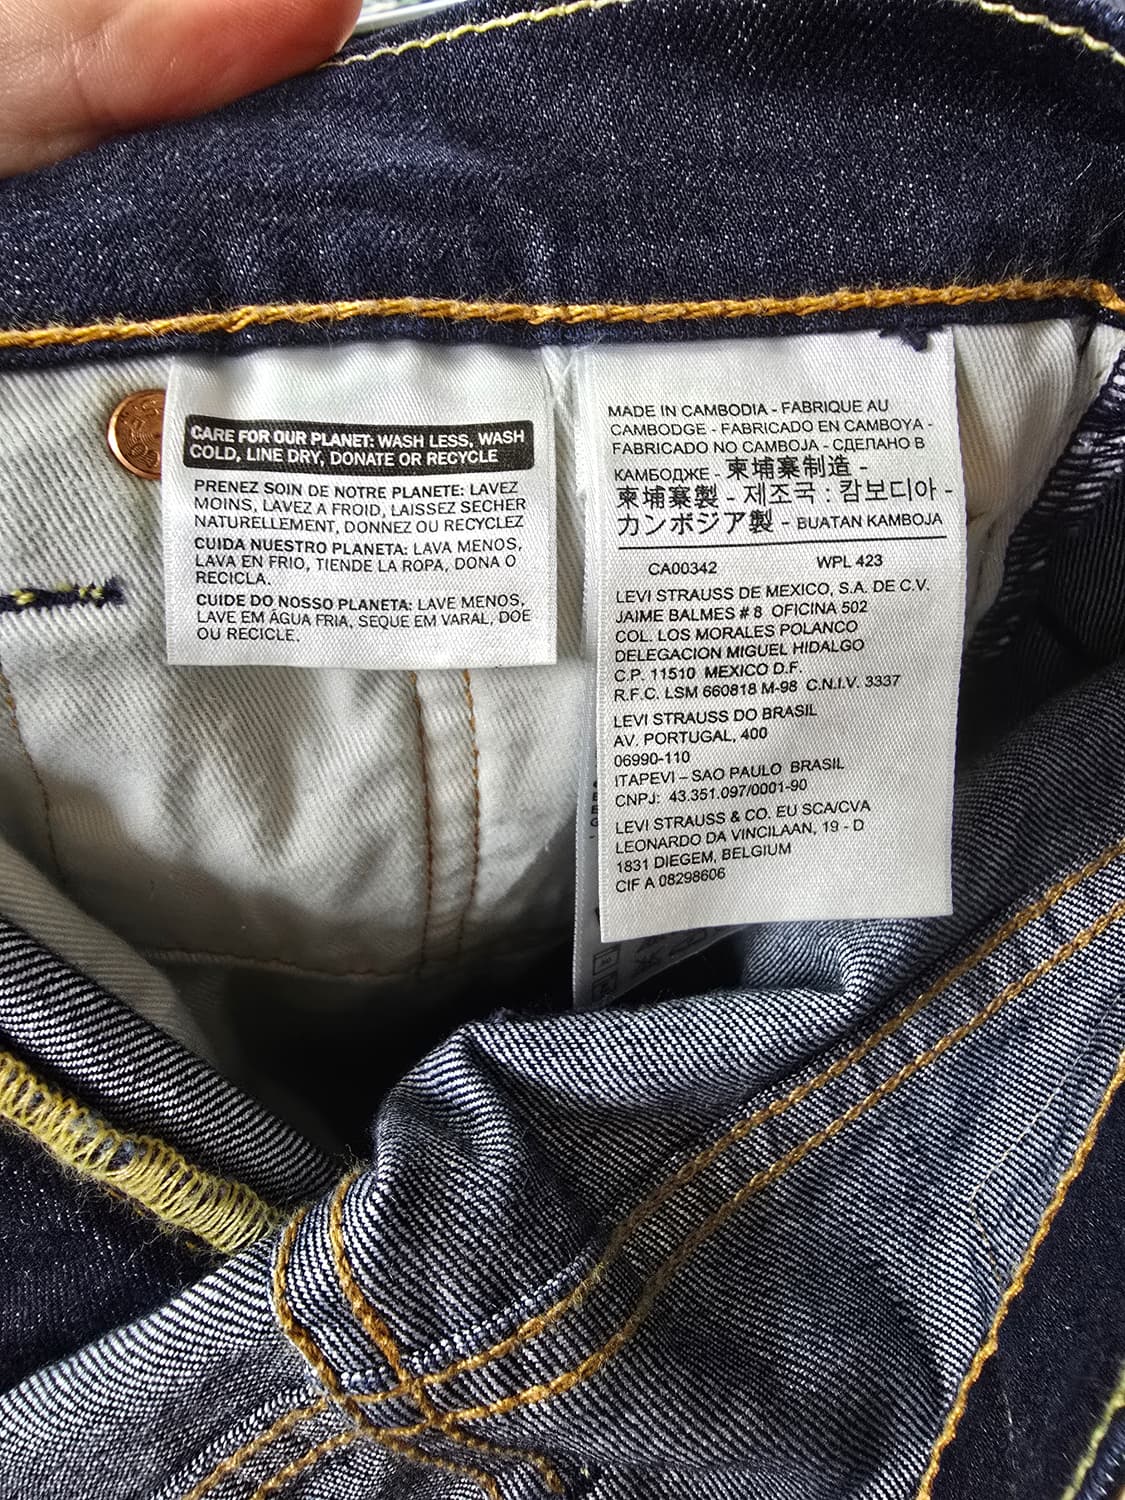 CARE FOR OUR PLANET: WASH LESS, WASH
COLD, LINE DRY, DONATE OR RECYCLE
PRENEZ SOIN DE NOTRE PLANETE: LAVEZ
MOINS, LAVEZ A FROID, LAISSEZ SECHER
NATURELLEMENT, DONNEZ OU RECYCLEZ
CUIDA NUESTRO PLANETA: LAVA MENOS,
LAVA EN FRIO, TIENDE LA ROPA, DONA O
RECICLA.
CUIDE DO NOSSO PLANETA: LAVE MENOS,
LAVE EM ÁGUA FRIA, SEQUE EM VARAL, DOE
OU RECICLE.
MADE IN CAMBODIA - FABRIQUE AU
CAMBODGE - FABRICADO EN CAMBOYA -
FABRICADO NO CAMBOJA - СДЕЛАНО В
КАМБОДЖЕ - 柬埔寨制造 -
柬埔寨製 - 제조국 : 캄보디아 -
カンボジア製 - BUATAN KAMBOJA
CA00342 WPL 423
LEVI STRAUSS DE MEXICO, S.A. DE C.V.
JAIME BALMES # 8 OFICINA 502
COL. LOS MORALES POLANCO
DELEGACION MIGUEL HIDALGO
C.P. 11510 MEXICO D.F.
R.F.C. LSM 660818 M-98 C.N.I.V. 3337
LEVI STRAUSS DO BRASIL
AV. PORTUGAL, 400
06990-110
ITAPEVI – SAO PAULO BRASIL
CNPJ: 43.351.097/0001-90
LEVI STRAUSS & CO. EU SCA/CVA
LEONARDO DA VINCILAAN, 19 - D
1831 DIEGEM, BELGIUM
CIF A 08298606